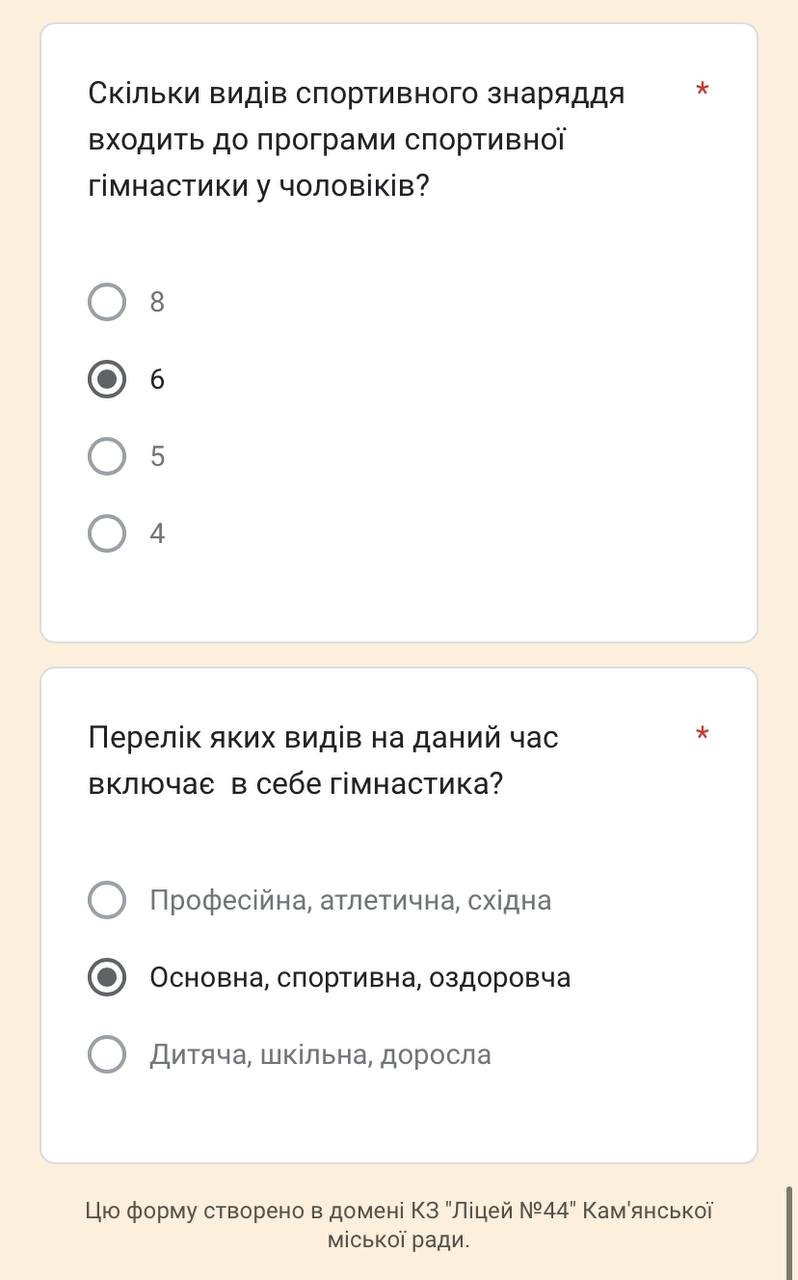 Скільки видів спортивного знаряддя *
входить до програми спортивної
гімнастики у чоловіків?
8
6
5
4
Перелік яких видів на даний час *
включає  в себе гімнастика?
Професійна, атлетична, східна
Основна, спортивна, оздоровча
Дитяча, шкільна, доросла
Цю форму створено в домені КЗ "Ліцей №44" Кам'янської
міської ради.